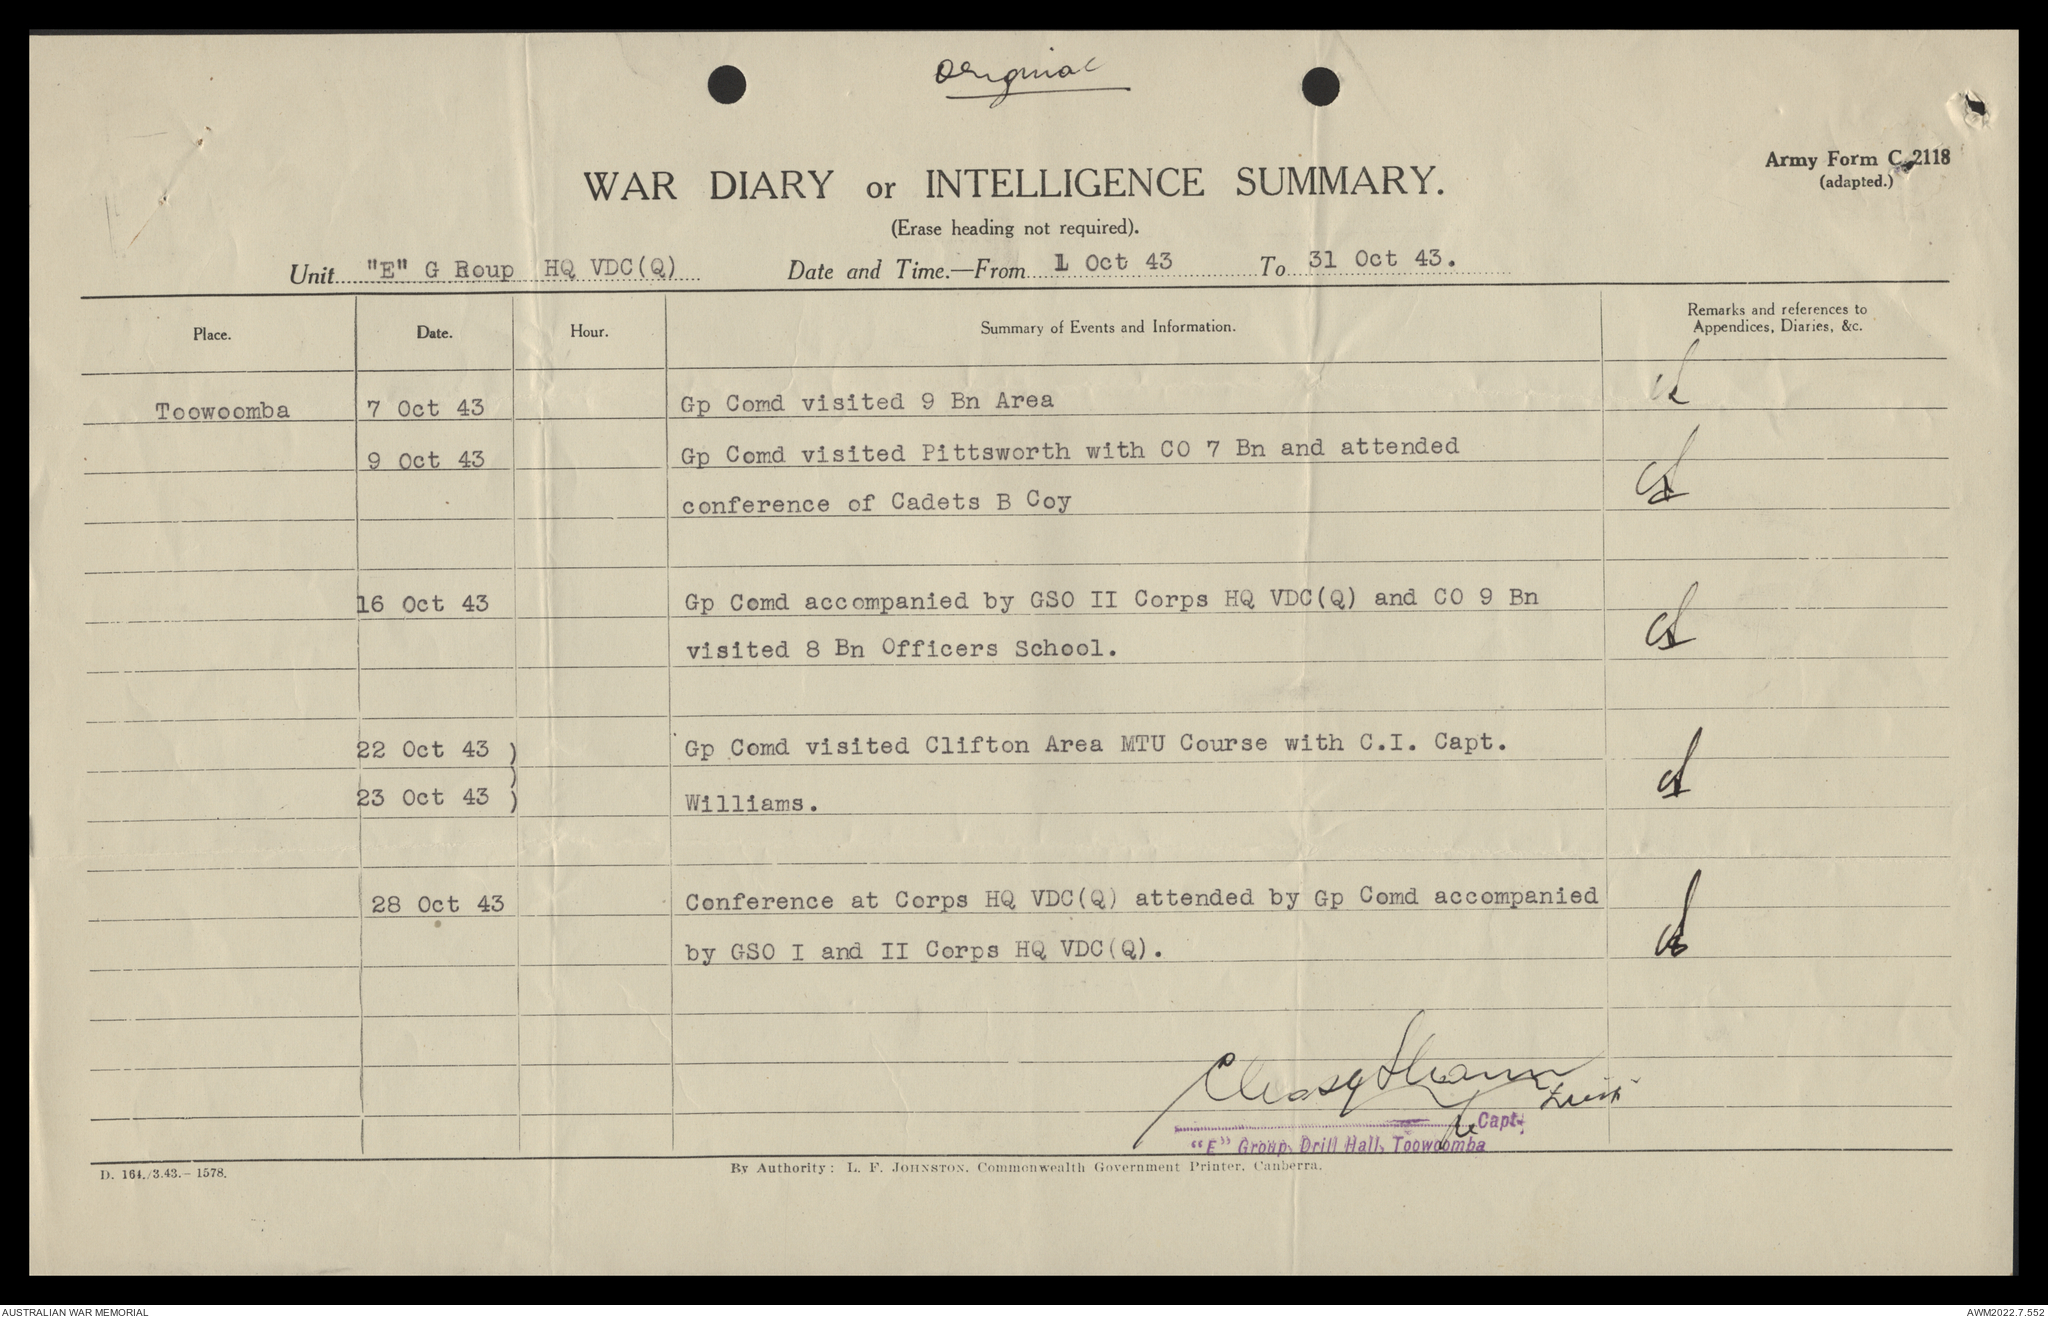 Original
Army Form C. 2118
(adapted.)
WAR DIARY or INTELLIGENCE SUMMARY.
(Erase heading not required).
Unit "E" G Roup HQ VDC(Q) Date and Time.—From 1 Oct 43 To 31 Oct 43.
Place. Date. Hour. Summary of Events and Information. Remarks and references to
Appendices, Diaries, &c.
Toowoomba 7 Oct 43 Gp Comd visited 9 Bn Area
9 Oct 43 Gp Comd visited Pittsworth with CO 7 Bn and attended
conference of Cadets B Coy
16 Oct 43 Gp Comd accompanied by GSO II Corps HQ VDC(Q) and CO 9 Bn
visited 8 Bn Officers School.
22 Oct 43 ) Gp Comd visited Clifton Area MTU Course with C.I. Capt.
)
23 Oct 43 ) Williams.
28 Oct 43 Conference at Corps HQ VDC(Q) attended by Gp Comd accompanied
by GSO I and II Corps HQ VDC(Q).
Capt.
"E" Group, Drill Hall, Toowoomba
D. 164./3.43.—1578. By Authority: L. F. JOHNSTON, Commonwealth Government Printer, Canberra.
AUSTRALIAN WAR MEMORIAL AWM2022.7.552